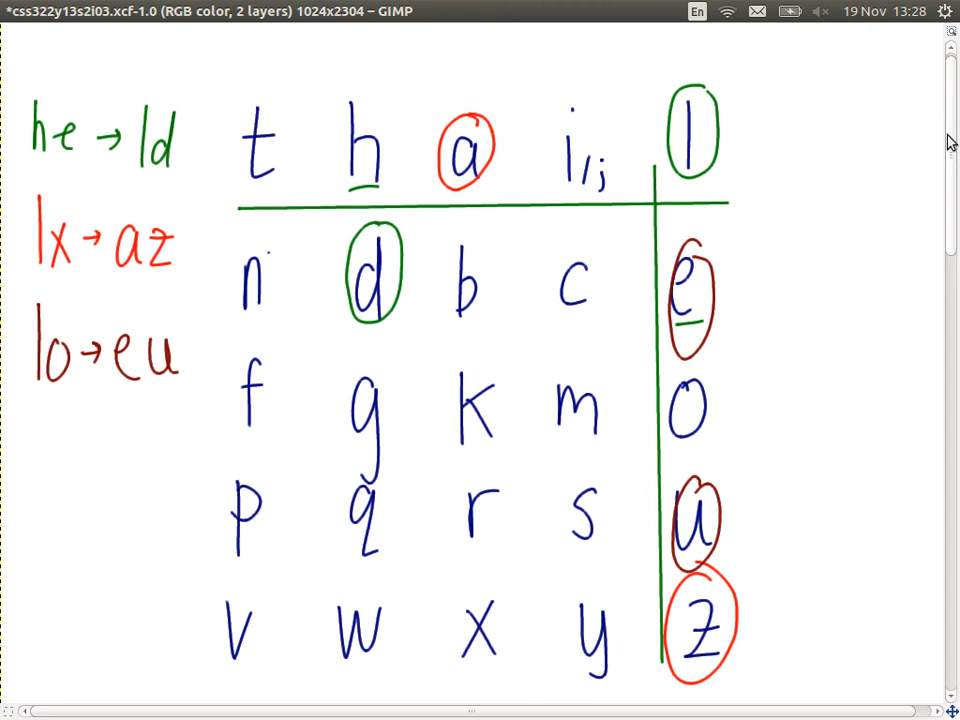 *css322y13s2i03.xcf-1.0 (RGB color, 2 layers) 1024x2304 – GIMP
En
19 Nov 13:28
he → ld
lx → az
lo → eu
t h a i,j l
n d b c e
f g k m o
p q r s u
v w x y z